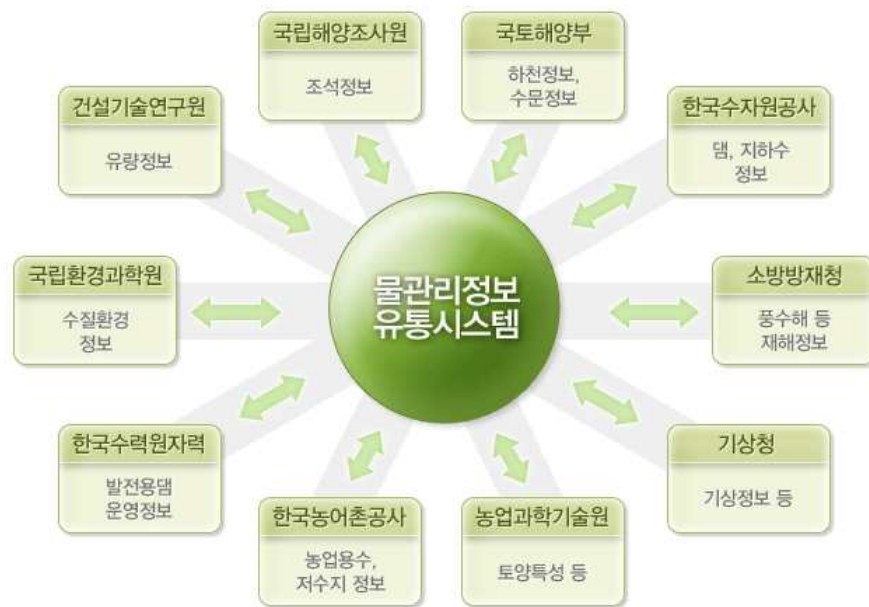 국립해양조사원
조석정보
국토해양부
하천정보,
수문정보
건설기술연구원
유량정보
한국수자원공사
댐, 지하수
정보
국립환경과학원
수질환경
정보
물관리정보
유통시스템
소방방재청
풍수해 등
재해정보
한국수력원자력
발전용댐
운영정보
기상청
기상정보 등
한국농어촌공사
농업용수,
저수지 정보
농업과학기술원
토양특성 등